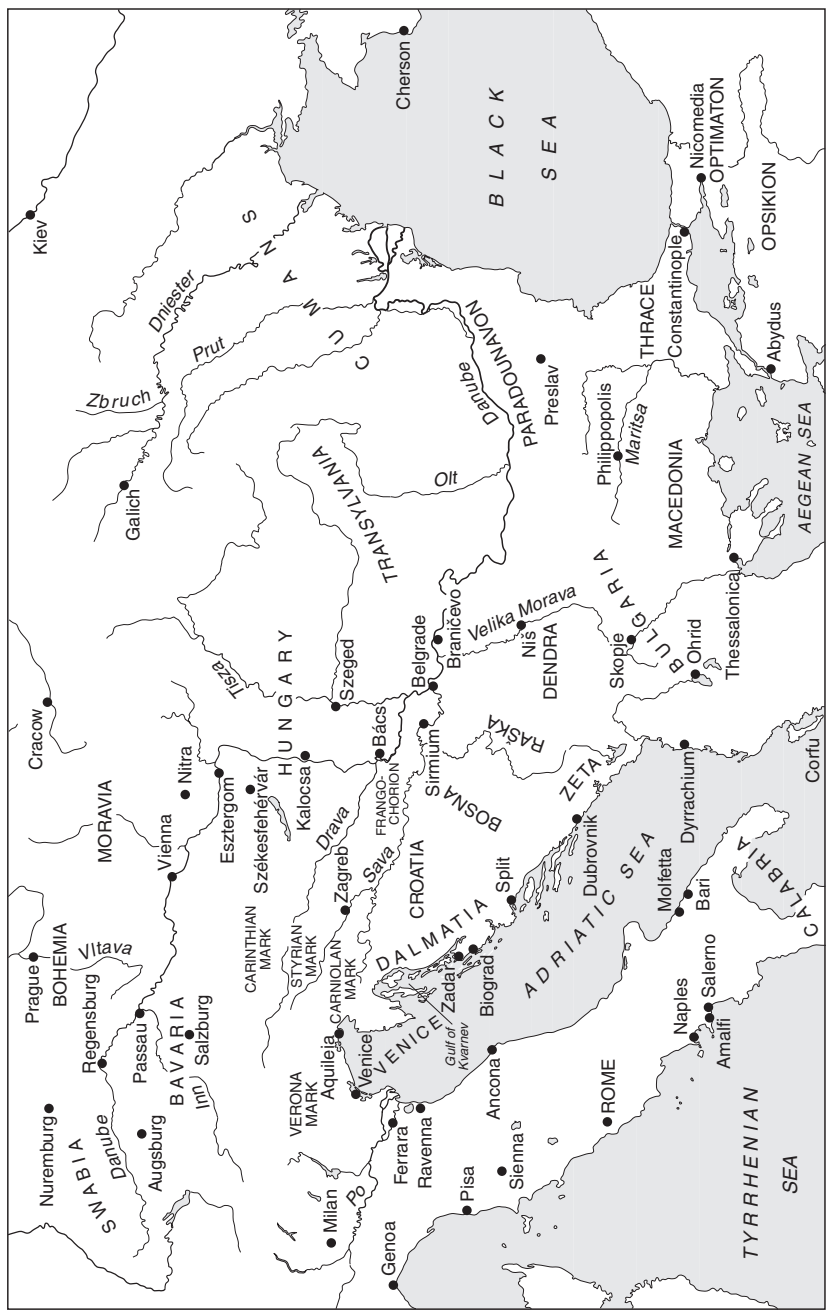 Kiev
Cherson
BLACK
SEA
Dniester
CUMANS
Prut
Zbruch
Galich
Nicomedia
OPTIMATON
OPSIKION
Constantinople
THRACE
Abydus
PARADOUNAVON
Danube
Preslav
Philippopolis
Maritsa
MACEDONIA
AEGEAN SEA
Olt
TRANSYLVANIA
Thessalonica
BULGARIA
Skopje
Ohrid
Velika Morava
Niš
DENDRA
Braničevo
Belgrade
Tisza
Szeged
HUNGARY
Cracow
Nitra
Esztergom
Székesfehérvár
Kalocsa
Bács
FRANGO-
CHORION
Sirmium
RAŠKA
BOSNA
ZETA
Dyrrachium
Corfu
MORAVIA
Vienna
Drava
Zagreb
Sava
CROATIA
Split
Dubrovnik
DALMATIA
ADRIATIC SEA
Molfetta
Bari
CALABRIA
Prague
BOHEMIA
Vltava
Regensburg
Passau
BAVARIA
Salzburg
Inn
CARINTHIAN
MARK
STYRIAN
MARK
CARNIOLAN
MARK
Zadar
Biograd
Gulf of
Kvarnev
VENICE
Aquileja
Venice
VERONA
MARK
Nuremburg
SWABIA
Danube
Augsburg
Milan
Po
Ferrara
Ravenna
Ancona
Genoa
Pisa
Sienna
ROME
Naples
Salerno
Amalfi
TYRRHENIAN
SEA